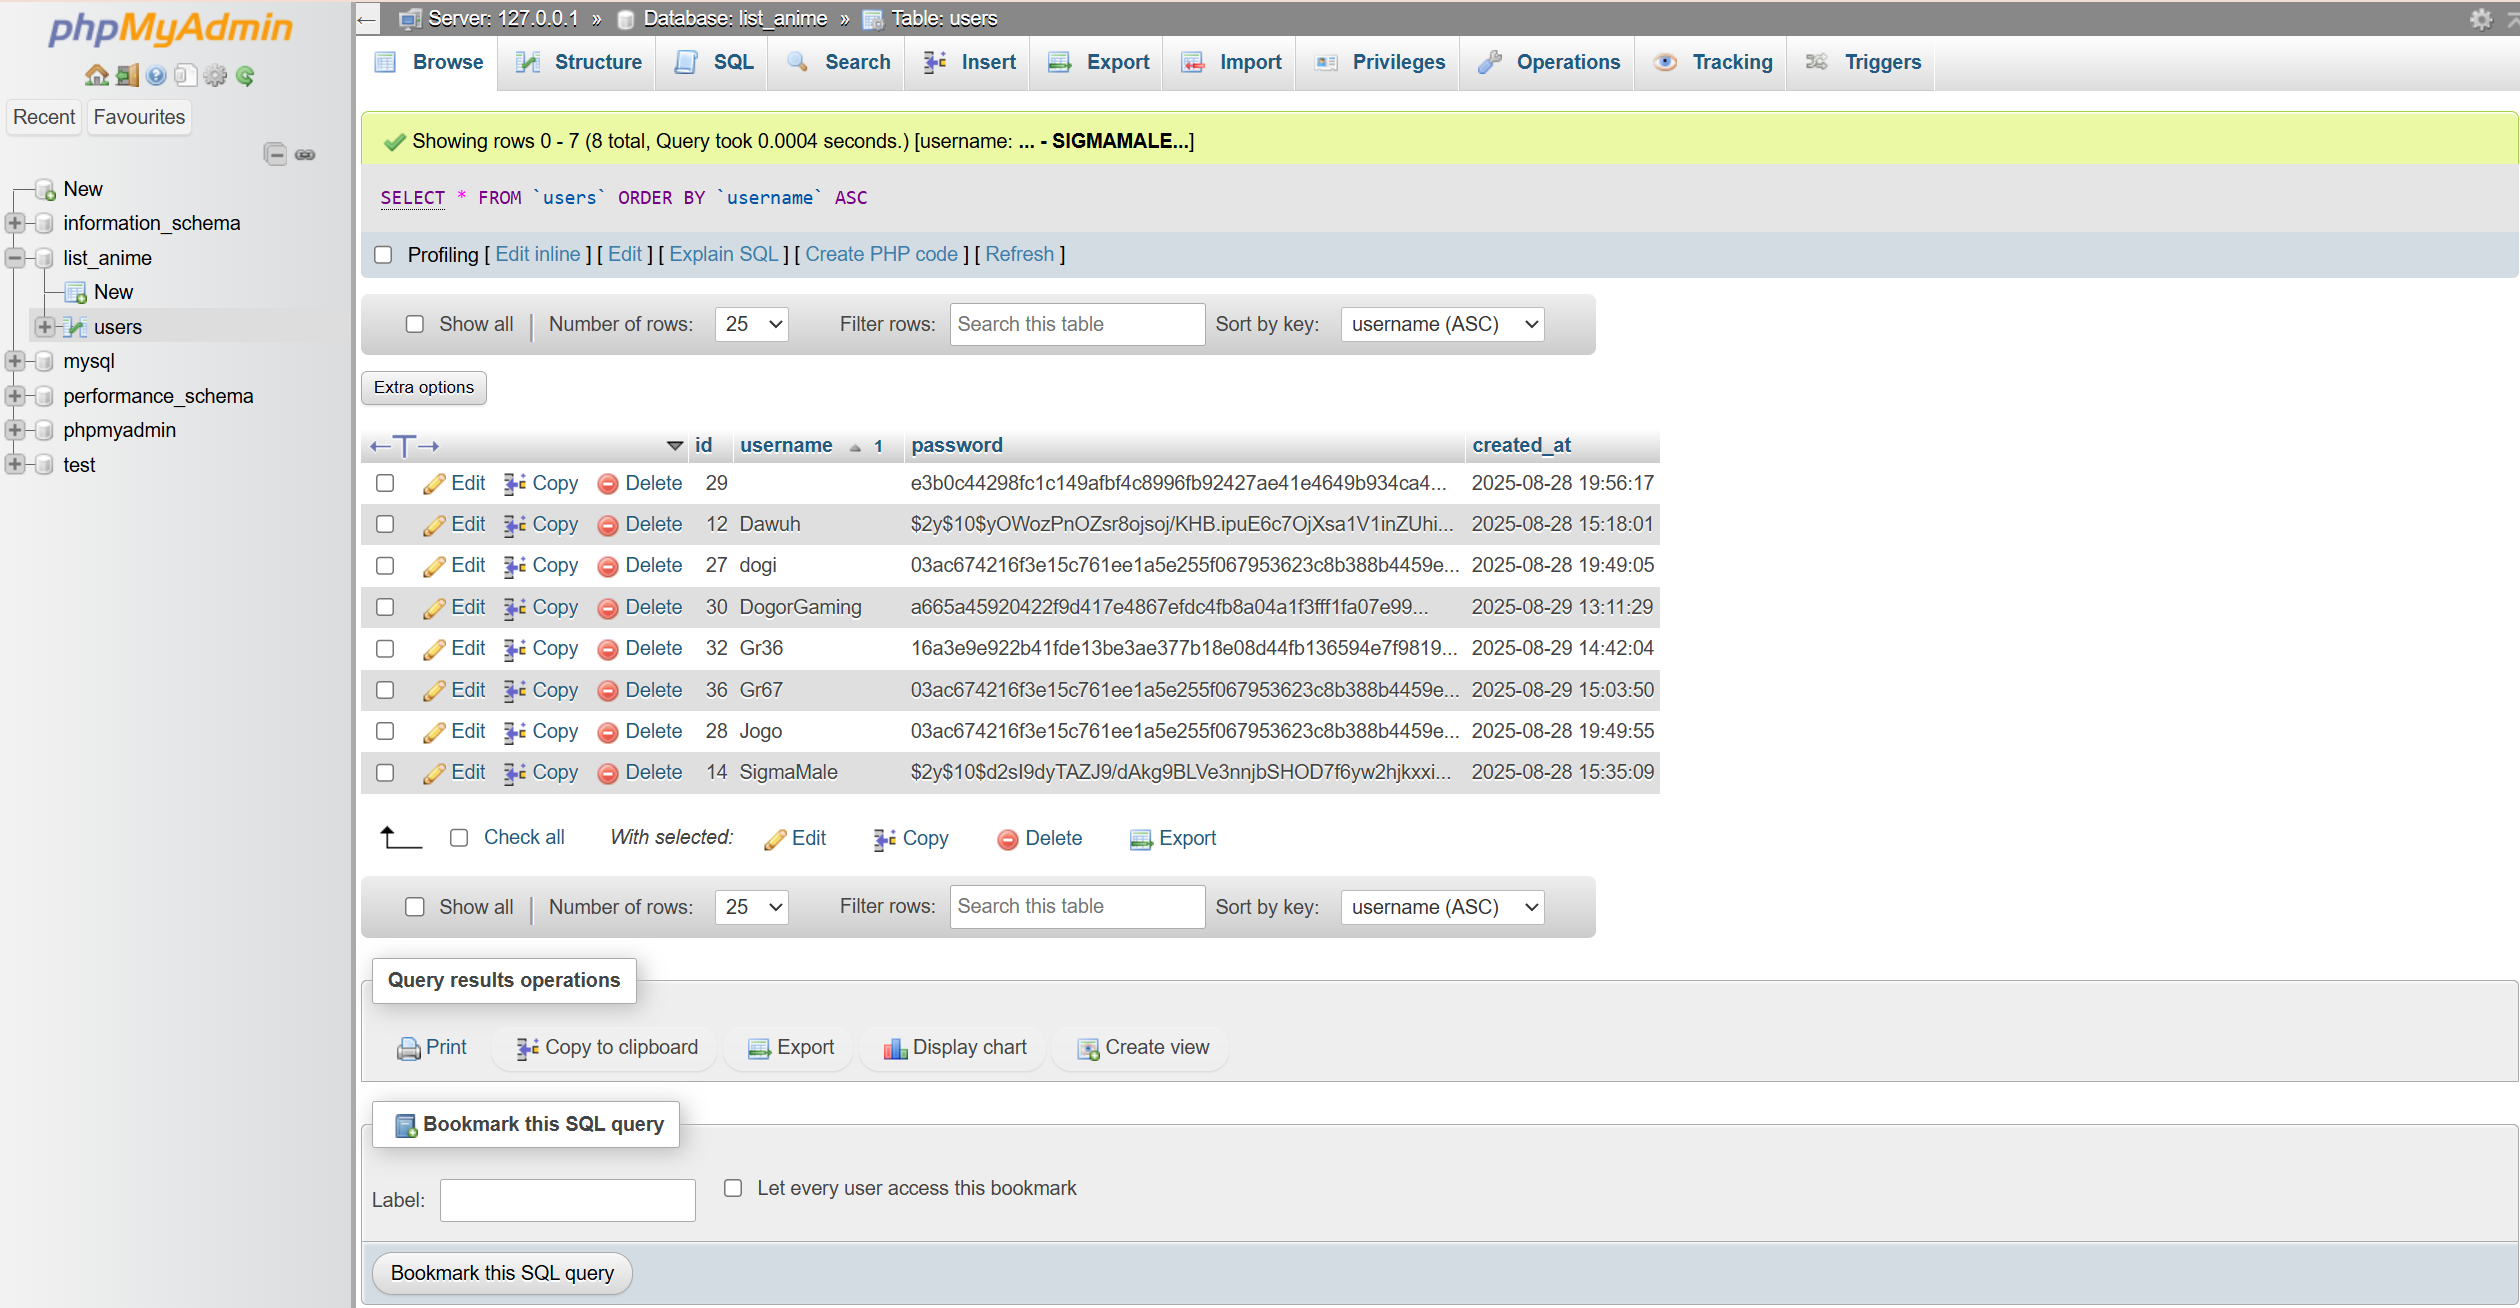 phpMyAdmin
Recent Favourites
New
information_schema
list_anime
New
users
mysql
performance_schema
phpmyadmin
test
Server: 127.0.0.1 » Database: list_anime » Table: users
Browse Structure SQL Search Insert Export Import Privileges Operations Tracking Triggers
Showing rows 0 - 7 (8 total, Query took 0.0004 seconds.) [username: ... - SIGMAMALE...]
SELECT * FROM `users` ORDER BY `username` ASC
Profiling [ Edit inline ] [ Edit ] [ Explain SQL ] [ Create PHP code ] [ Refresh ]
Show all | Number of rows: 25 Filter rows: Search this table Sort by key: username (ASC)
Extra options
←T→ id username 1 password created_at
Edit Copy Delete 29 e3b0c44298fc1c149afbf4c8996fb92427ae41e4649b934ca4... 2025-08-28 19:56:17
Edit Copy Delete 12 Dawuh $2y$10$yOWozPnOZsr8ojsoj/KHB.ipuE6c7OjXsa1V1inZUhi... 2025-08-28 15:18:01
Edit Copy Delete 27 dogi 03ac674216f3e15c761ee1a5e255f067953623c8b388b4459e... 2025-08-28 19:49:05
Edit Copy Delete 30 DogorGaming a665a45920422f9d417e4867efdc4fb8a04a1f3fff1fa07e99... 2025-08-29 13:11:29
Edit Copy Delete 32 Gr36 16a3e9e922b41fde13be3ae377b18e08d44fb136594e7f9819... 2025-08-29 14:42:04
Edit Copy Delete 36 Gr67 03ac674216f3e15c761ee1a5e255f067953623c8b388b4459e... 2025-08-29 15:03:50
Edit Copy Delete 28 Jogo 03ac674216f3e15c761ee1a5e255f067953623c8b388b4459e... 2025-08-28 19:49:55
Edit Copy Delete 14 SigmaMale $2y$10$d2sI9dyTAZJ9/dAkg9BLVe3nnjbSHOD7f6yw2hjkxxi... 2025-08-28 15:35:09
Check all With selected: Edit Copy Delete Export
Show all | Number of rows: 25 Filter rows: Search this table Sort by key: username (ASC)
Query results operations
Print Copy to clipboard Export Display chart Create view
Bookmark this SQL query
Label: Let every user access this bookmark
Bookmark this SQL query